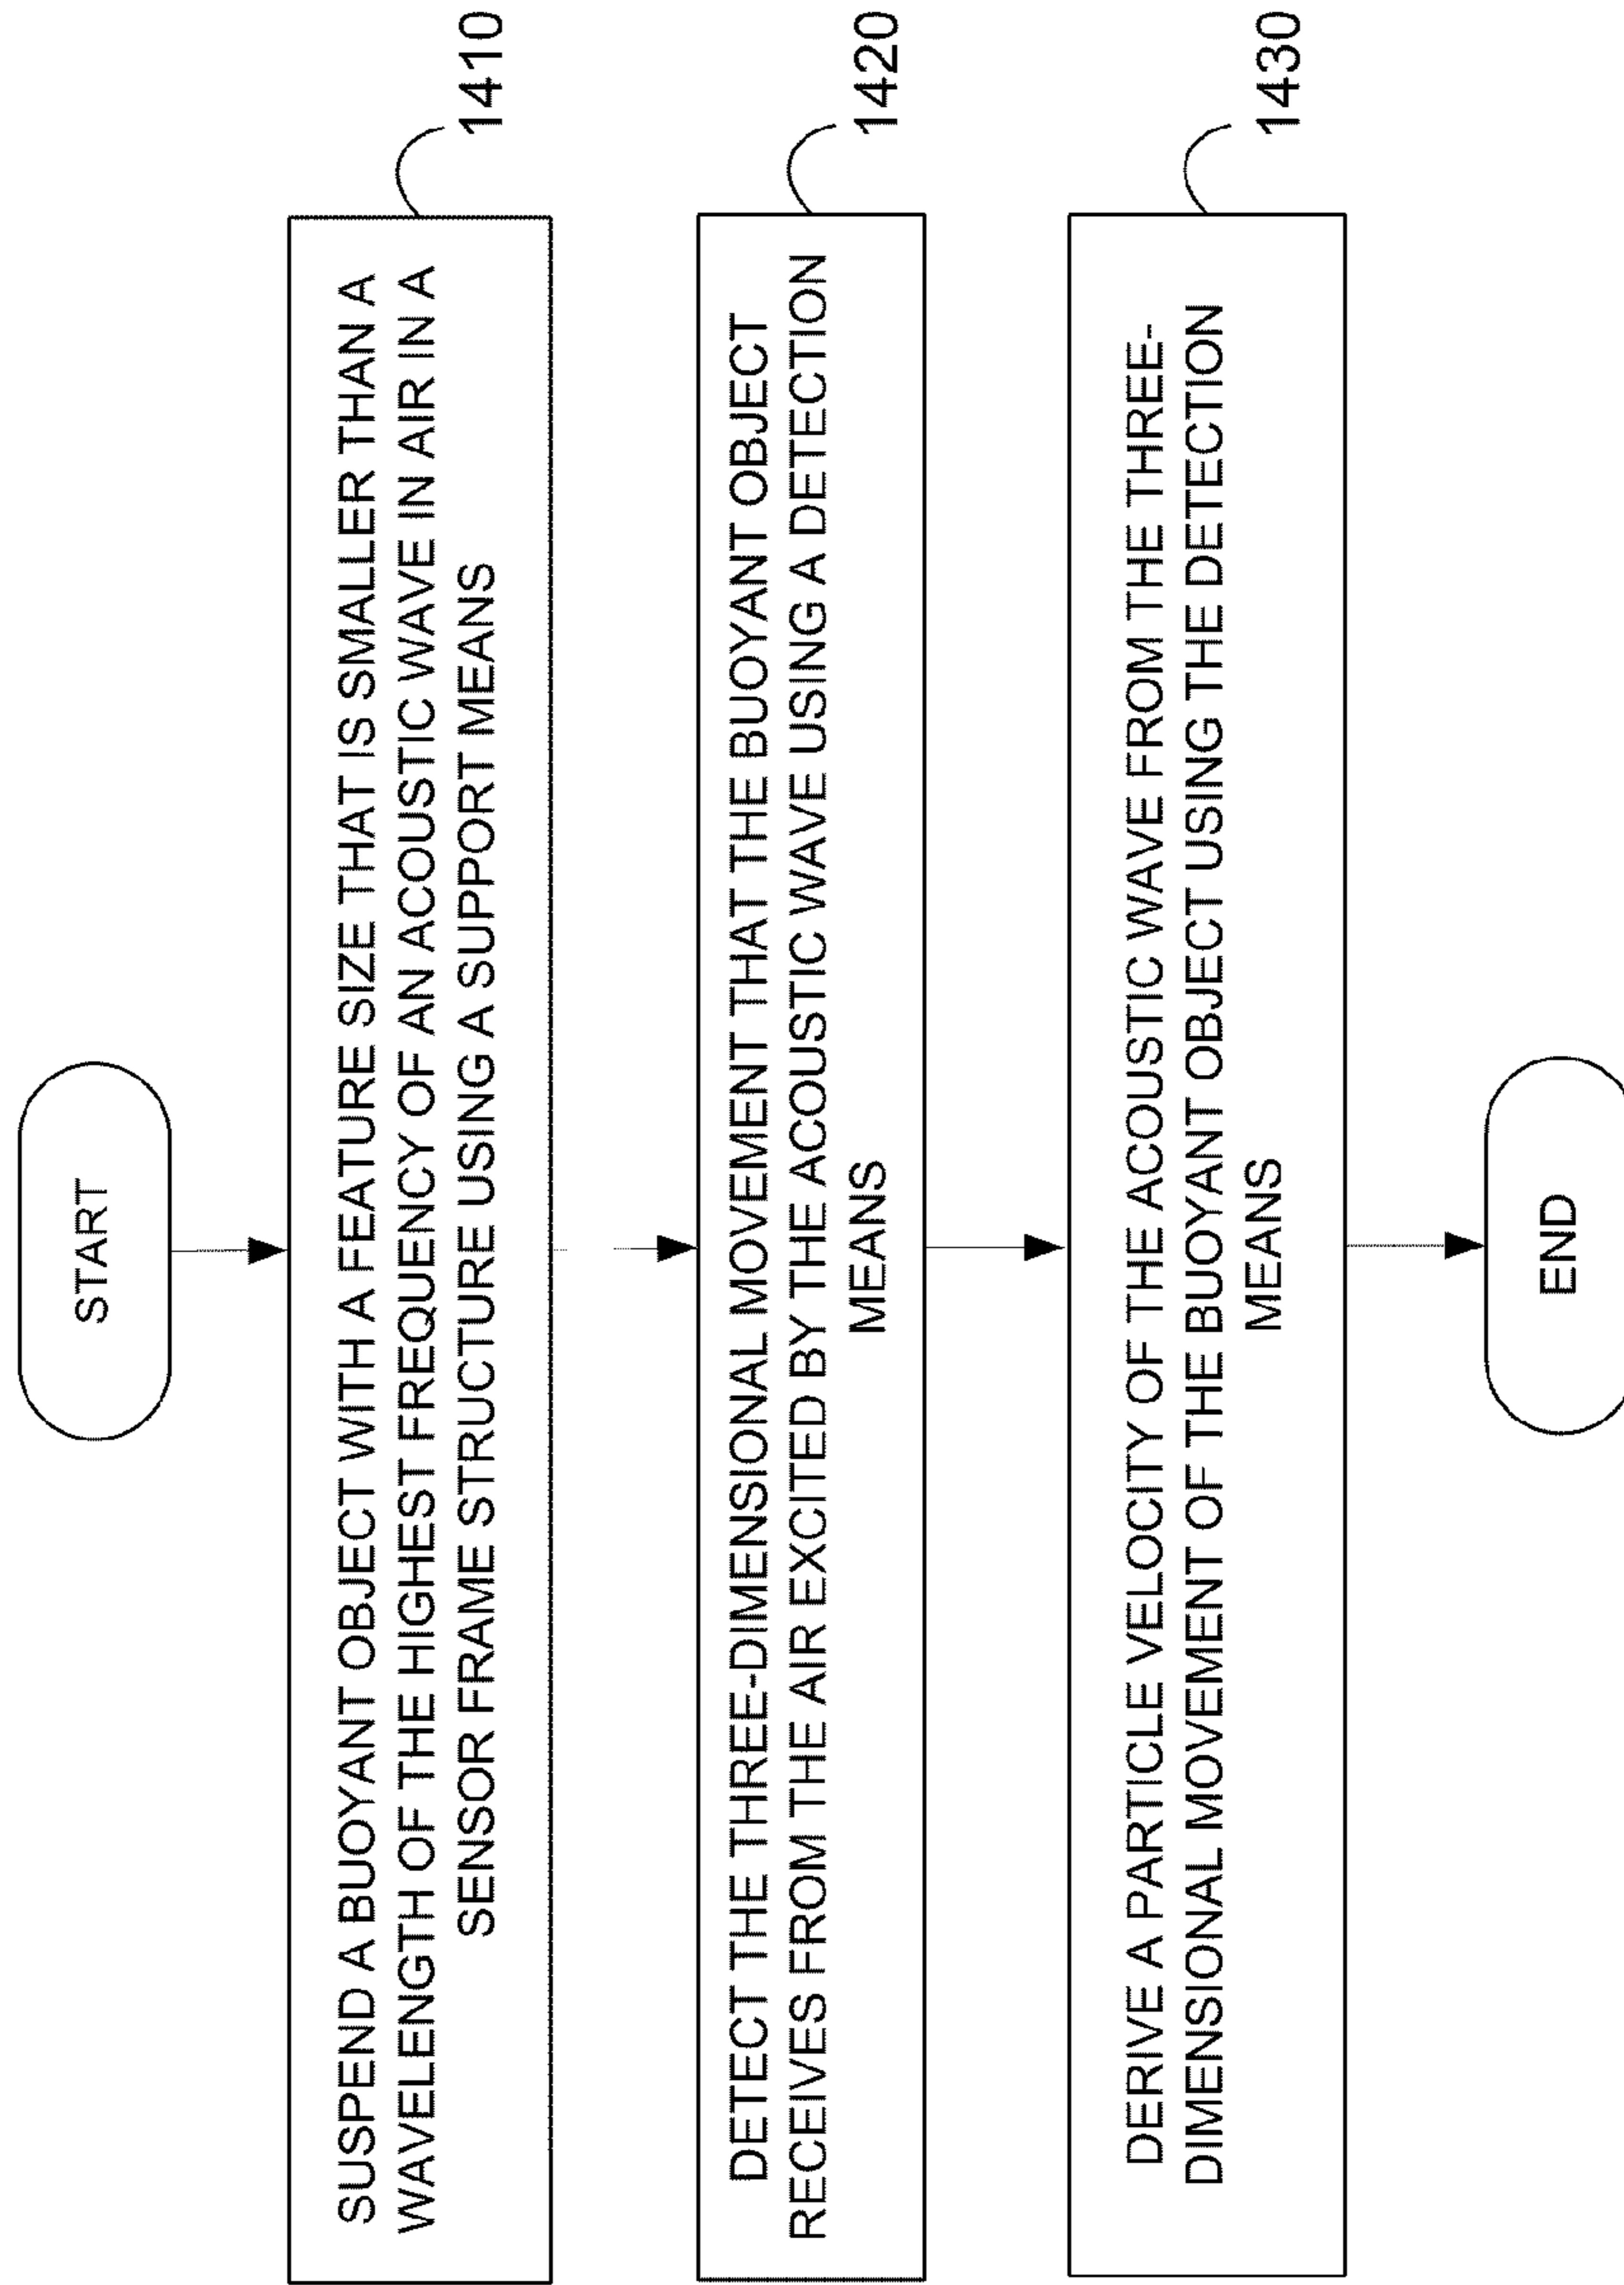 START
SUSPEND A BUOYANT OBJECT WITH A FEATURE SIZE THAT IS SMALLER THAN A
WAVELENGTH OF THE HIGHEST FREQUENCY OF AN ACOUSTIC WAVE IN AIR IN A
SENSOR FRAME STRUCTURE USING A SUPPORT MEANS
1410
DETECT THE THREE-DIMENSIONAL MOVEMENT THAT THE BUOYANT OBJECT
RECEIVES FROM THE AIR EXCITED BY THE ACOUSTIC WAVE USING A DETECTION
MEANS
1420
DERIVE A PARTICLE VELOCITY OF THE ACOUSTIC WAVE FROM THE THREE-
DIMENSIONAL MOVEMENT OF THE BUOYANT OBJECT USING THE DETECTION
MEANS
1430
END